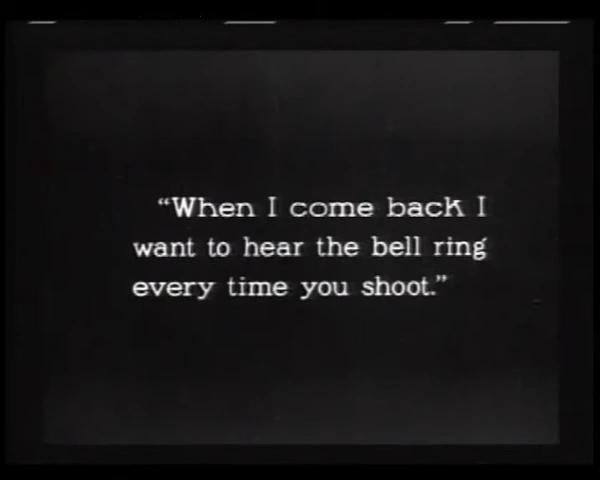 “When I come back I
want to hear the bell ring
every time you shoot.”